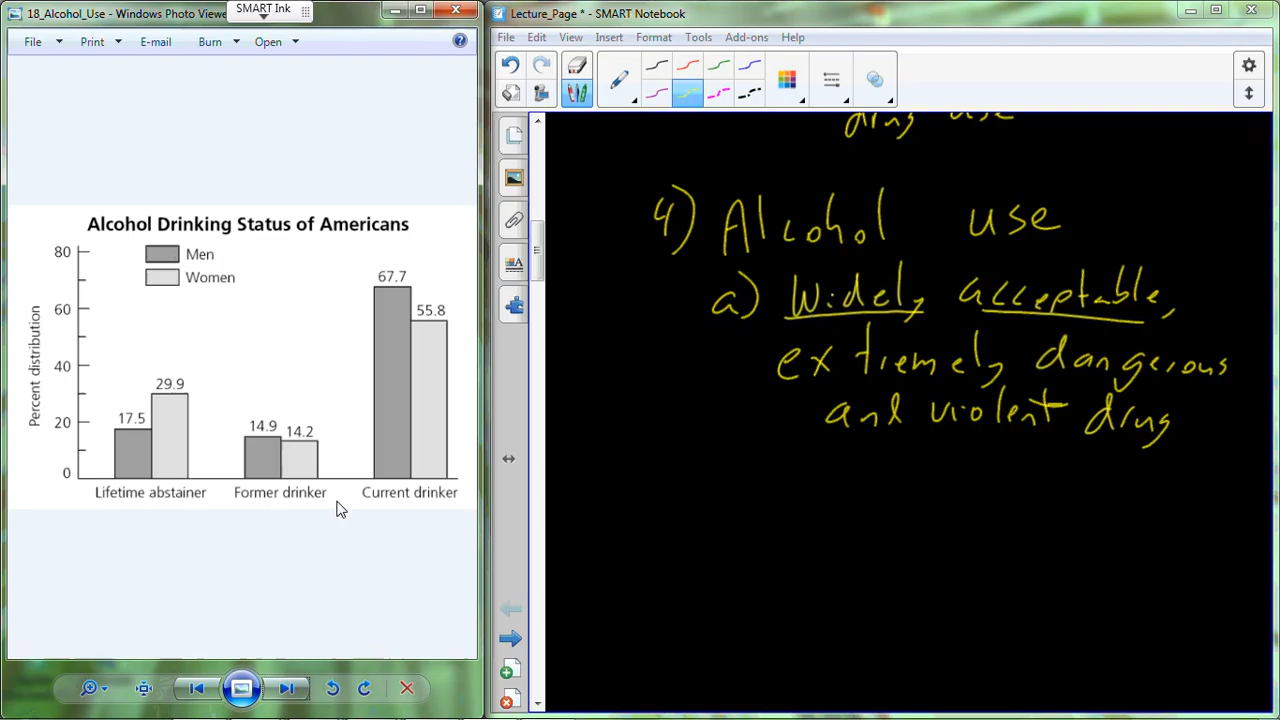 18_Alcohol_Use - Windows Photo Viewe
SMART Ink
File Print E-mail Burn Open
Alcohol Drinking Status of Americans
Men
Women
Percent distribution
80
60
40
20
0
17.5
29.9
14.9
14.2
67.7
55.8
Lifetime abstainer Former drinker Current drinker
Lecture_Page * - SMART Notebook
File Edit View Insert Format Tools Add-ons Help
drug use
4) Alcohol use
a) Widely acceptable,
extremely dangerous
and violent drug